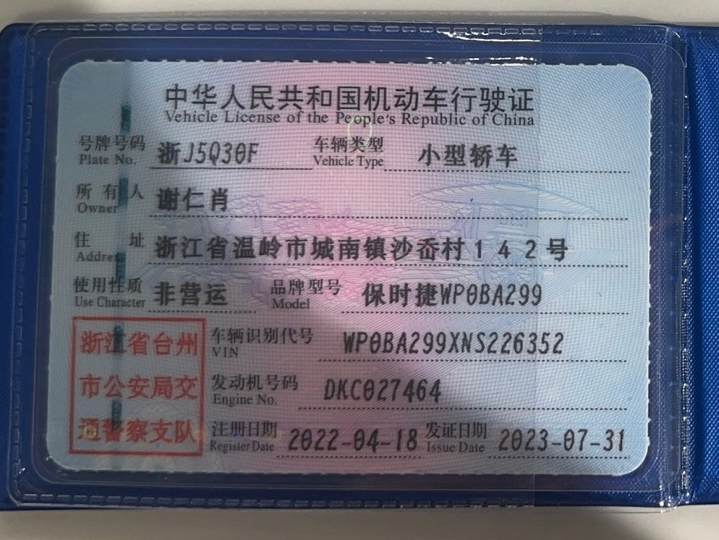 中华人民共和国机动车行驶证
Vehicle License of the People's Republic of China
号牌号码 Plate No. 浙J5Q30F 车辆类型 Vehicle Type 小型轿车
所有人 Owner 谢仁肖
住址 Address 浙江省温岭市城南镇沙岙村142号
使用性质 Use Character 非营运 品牌型号 Model 保时捷WP0BA299
浙江省台州 车辆识别代号 VIN WP0BA299XNS226352
市公安局交 发动机号码 Engine No. DKC027464
通警察支队 注册日期 Register Date 2022-04-18 发证日期 Issue Date 2023-07-31